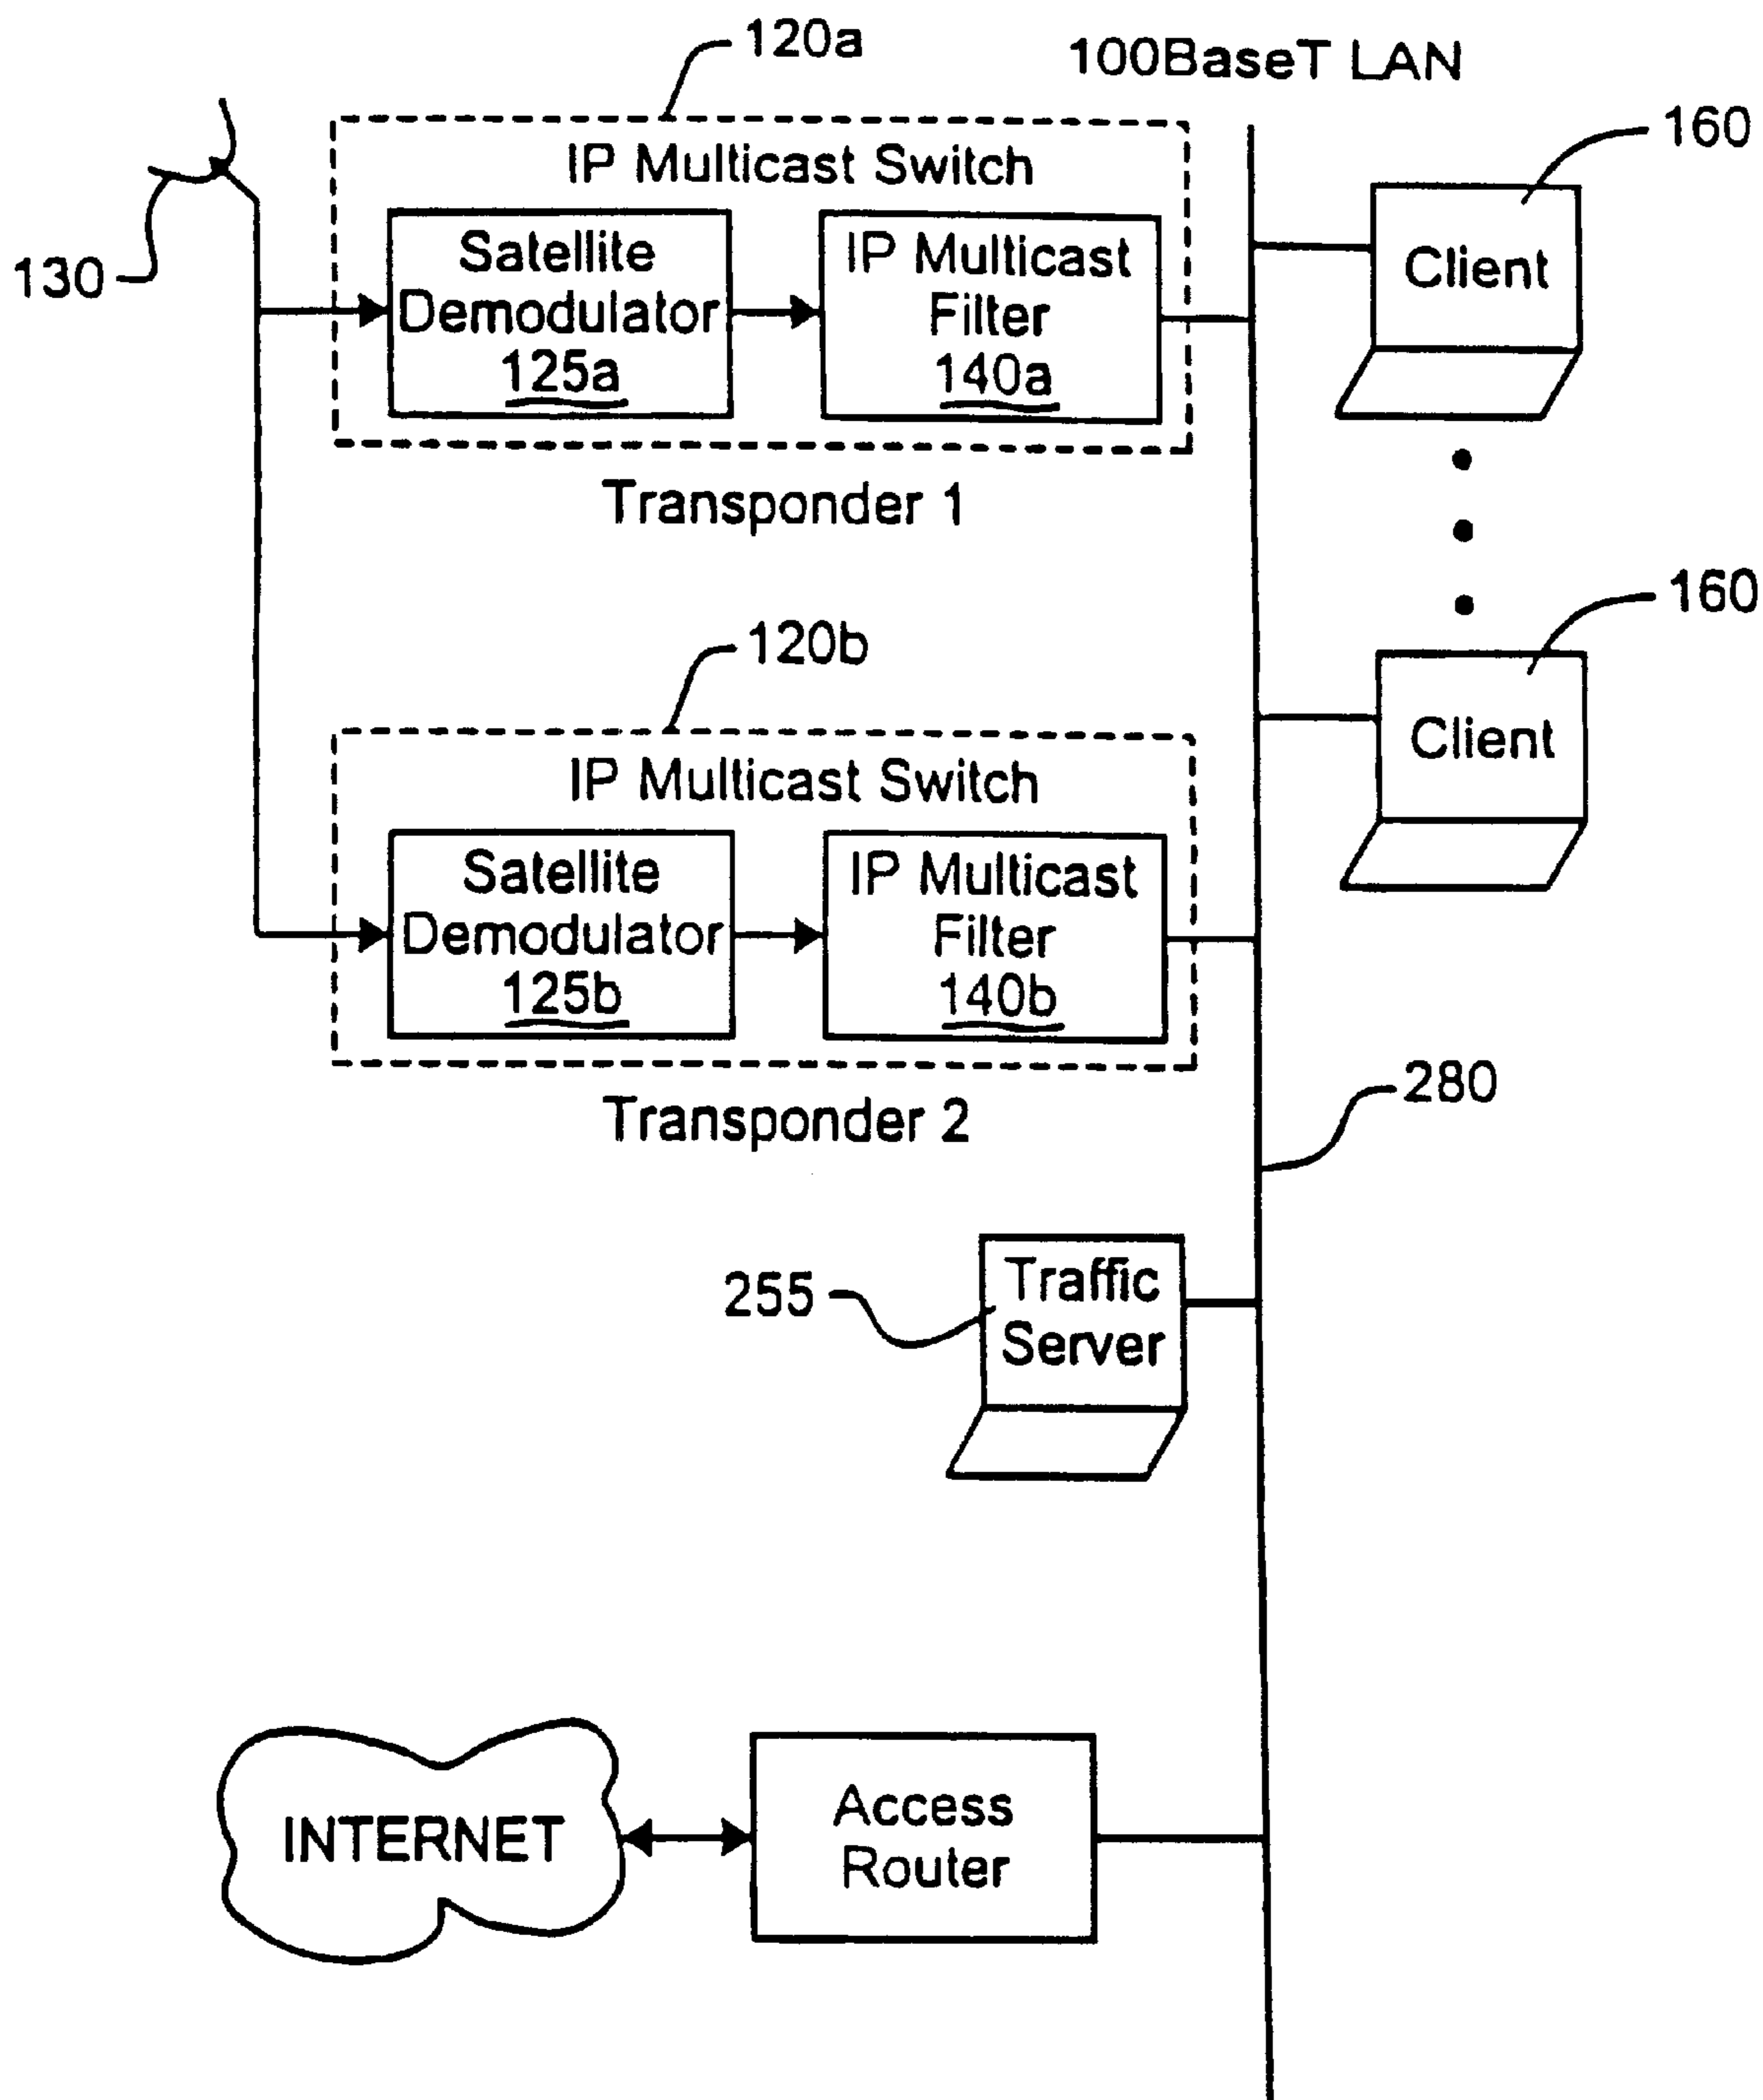 120a
100BaseT LAN
160
IP Multicast Switch
130
Satellite
Demodulator
125a
IP Multicast
Filter
140a
Client
Transponder 1
160
120b
IP Multicast Switch
Client
Satellite
Demodulator
125b
IP Multicast
Filter
140b
280
Transponder 2
255
Traffic
Server
INTERNET
Access
Router